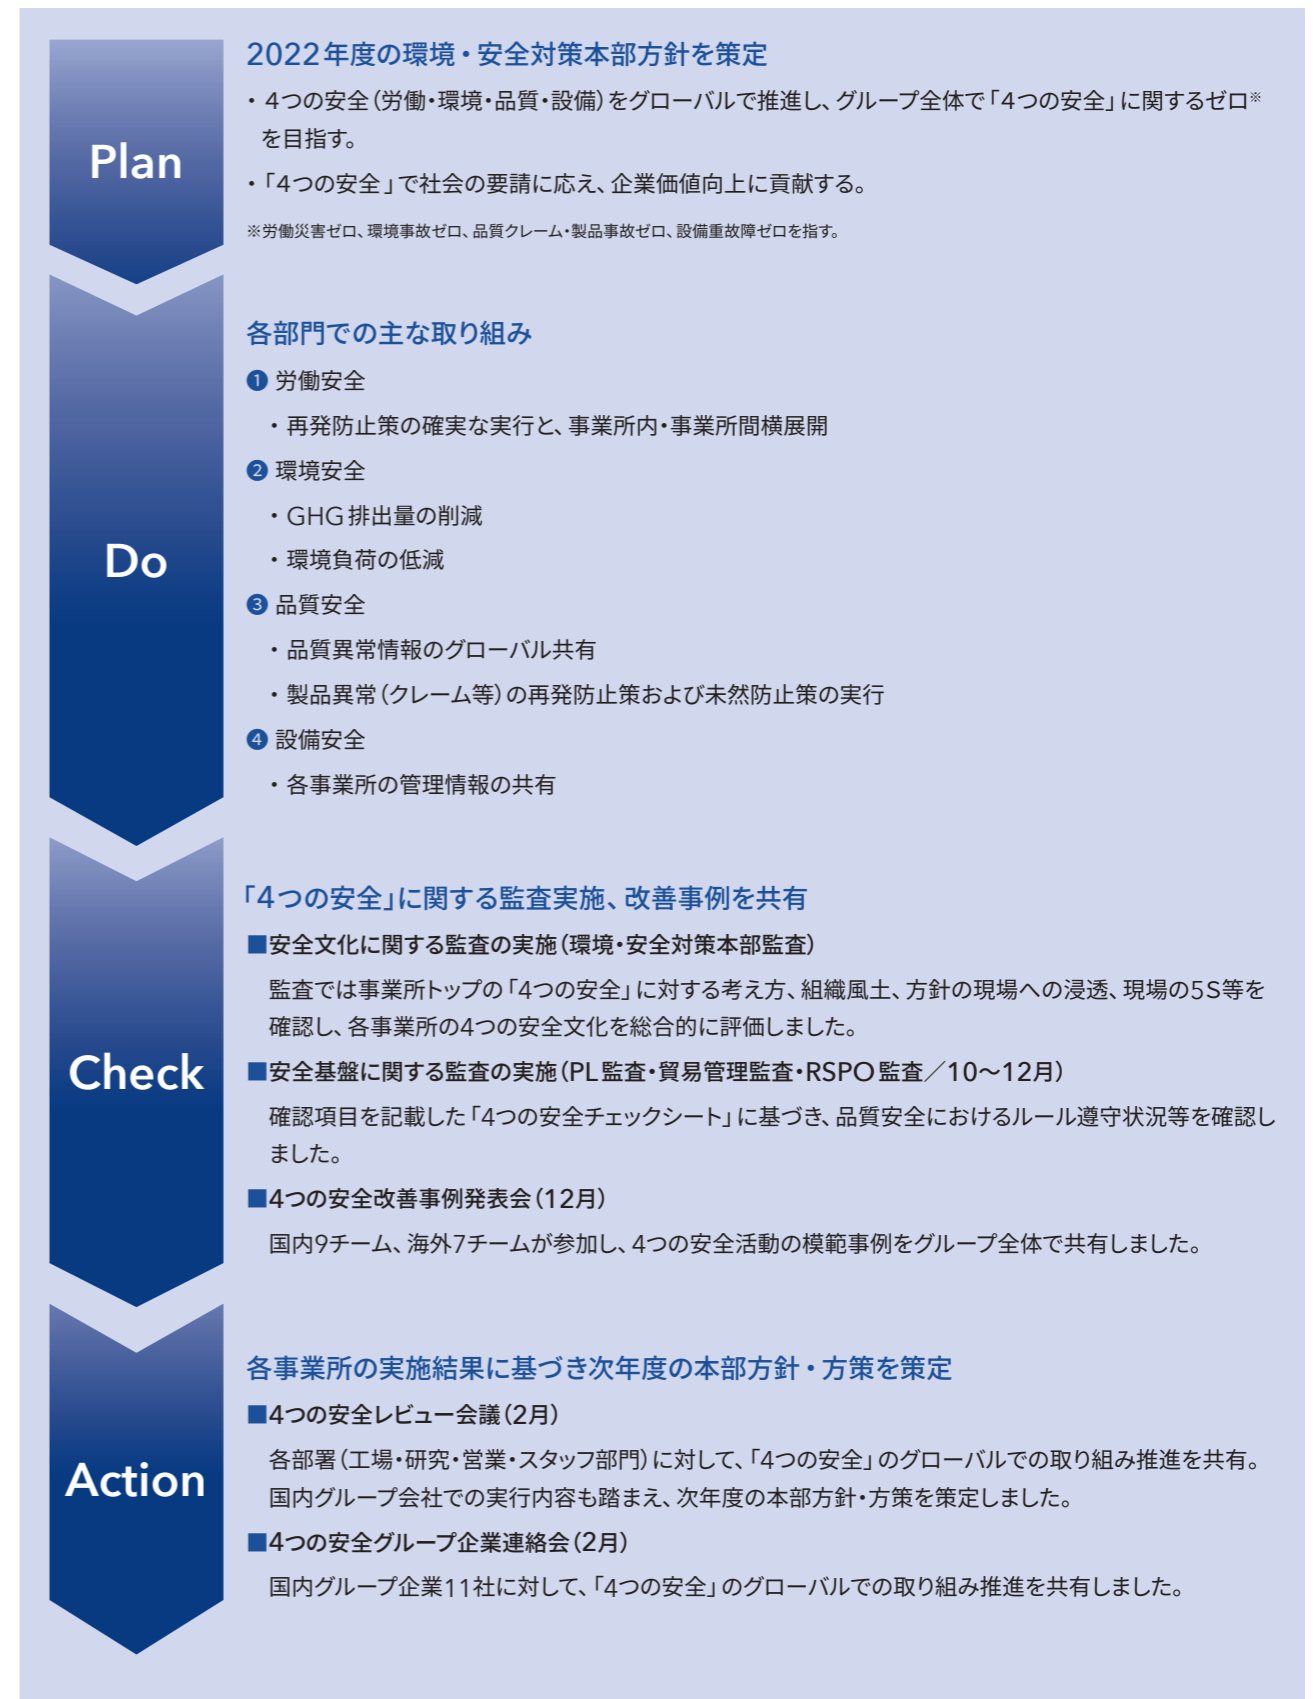 Plan
2022年度の環境・安全対策本部方針を策定
・4つの安全（労働・環境・品質・設備）をグローバルで推進し、グループ全体で「4つの安全」に関するゼロ※
を目指す。
・「4つの安全」で社会の要請に応え、企業価値向上に貢献する。
※労働災害ゼロ、環境事故ゼロ、品質クレーム・製品事故ゼロ、設備重故障ゼロを指す。
Do
各部門での主な取り組み
❶ 労働安全
・再発防止策の確実な実行と、事業所内・事業所間横展開
❷ 環境安全
・GHG排出量の削減
・環境負荷の低減
❸ 品質安全
・品質異常情報のグローバル共有
・製品異常（クレーム等）の再発防止策および未然防止策の実行
❹ 設備安全
・各事業所の管理情報の共有
Check
「4つの安全」に関する監査実施、改善事例を共有
■安全文化に関する監査の実施（環境・安全対策本部監査）
監査では事業所トップの「4つの安全」に対する考え方、組織風土、方針の現場への浸透、現場の5S等を
確認し、各事業所の4つの安全文化を総合的に評価しました。
■安全基盤に関する監査の実施（PL監査・貿易管理監査・RSPO監査／10～12月）
確認項目を記載した「4つの安全チェックシート」に基づき、品質安全におけるルール遵守状況等を確認し
ました。
■4つの安全改善事例発表会（12月）
国内9チーム、海外7チームが参加し、4つの安全活動の模範事例をグループ全体で共有しました。
Action
各事業所の実施結果に基づき次年度の本部方針・方策を策定
■4つの安全レビュー会議（2月）
各部署（工場・研究・営業・スタッフ部門）に対して、「4つの安全」のグローバルでの取り組み推進を共有。
国内グループ会社での実行内容も踏まえ、次年度の本部方針・方策を策定しました。
■4つの安全グループ企業連絡会（2月）
国内グループ企業11社に対して、「4つの安全」のグローバルでの取り組み推進を共有しました。